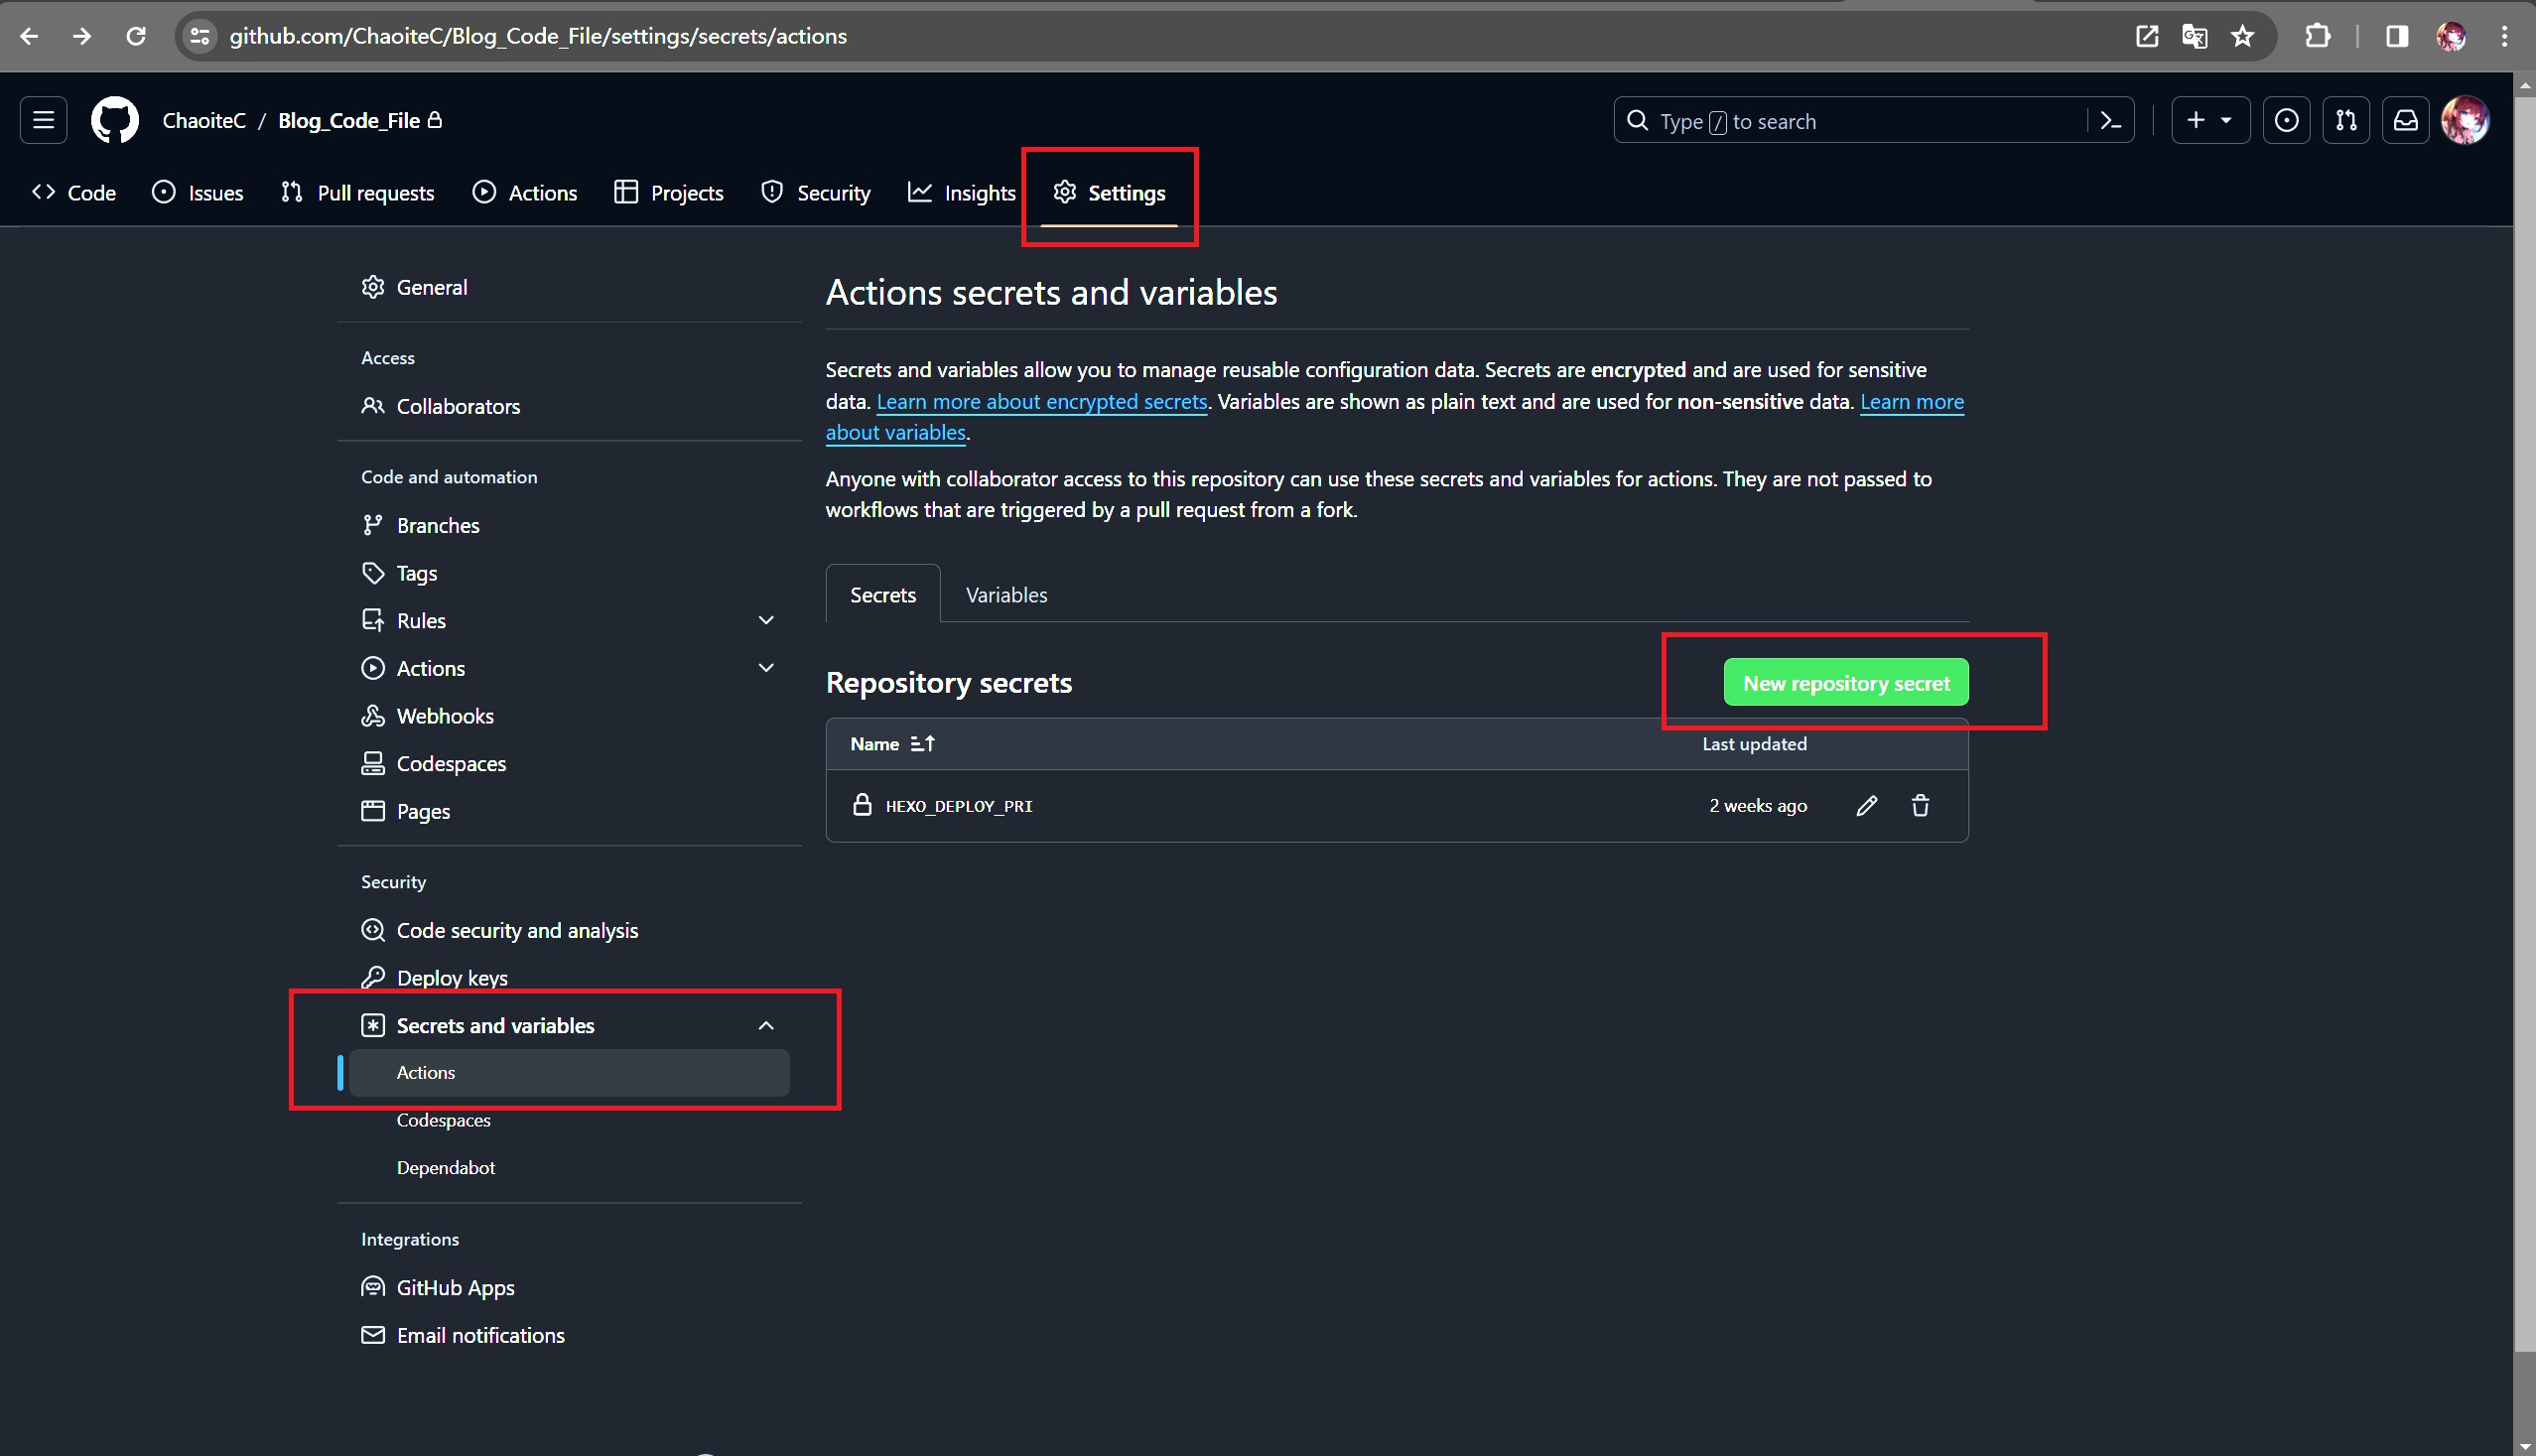 github.com/ChaoiteC/Blog_Code_File/settings/secrets/actions
ChaoiteC / Blog_Code_File
Type / to search
Code Issues Pull requests Actions Projects Security Insights Settings
General
Access
Collaborators
Code and automation
Branches
Tags
Rules
Actions
Webhooks
Codespaces
Pages
Security
Code security and analysis
Deploy keys
Secrets and variables
Actions
Codespaces
Dependabot
Integrations
GitHub Apps
Email notifications
Actions secrets and variables
Secrets and variables allow you to manage reusable configuration data. Secrets are encrypted and are used for sensitive
data. Learn more about encrypted secrets. Variables are shown as plain text and are used for non-sensitive data. Learn more
about variables.
Anyone with collaborator access to this repository can use these secrets and variables for actions. They are not passed to
workflows that are triggered by a pull request from a fork.
Secrets Variables
Repository secrets
New repository secret
Name Last updated
HEXO_DEPLOY_PRI 2 weeks ago